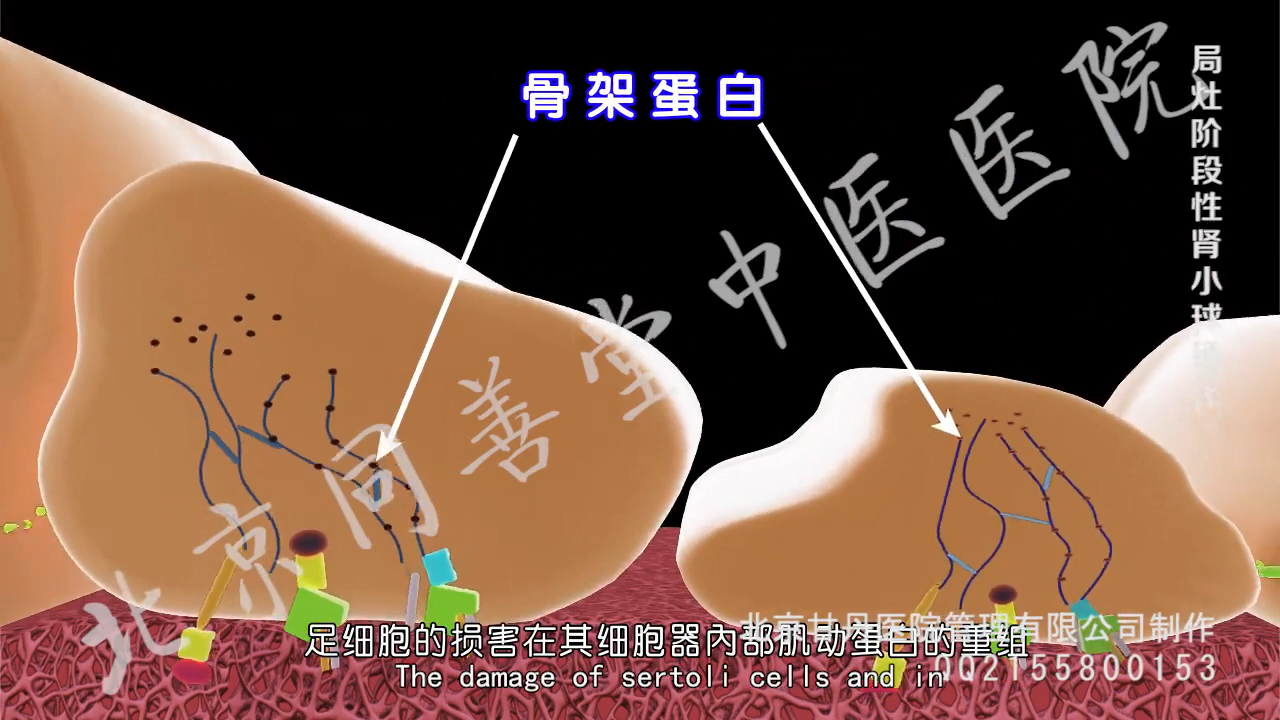 骨架蛋白
北京同善堂中医医院
局灶阶段性肾小球
足细胞的损害在其细胞器內部肌动蛋白的重组
The damage of sertoli cells and in
北京甘丹医院管理有限公司制作
QQ2155800153